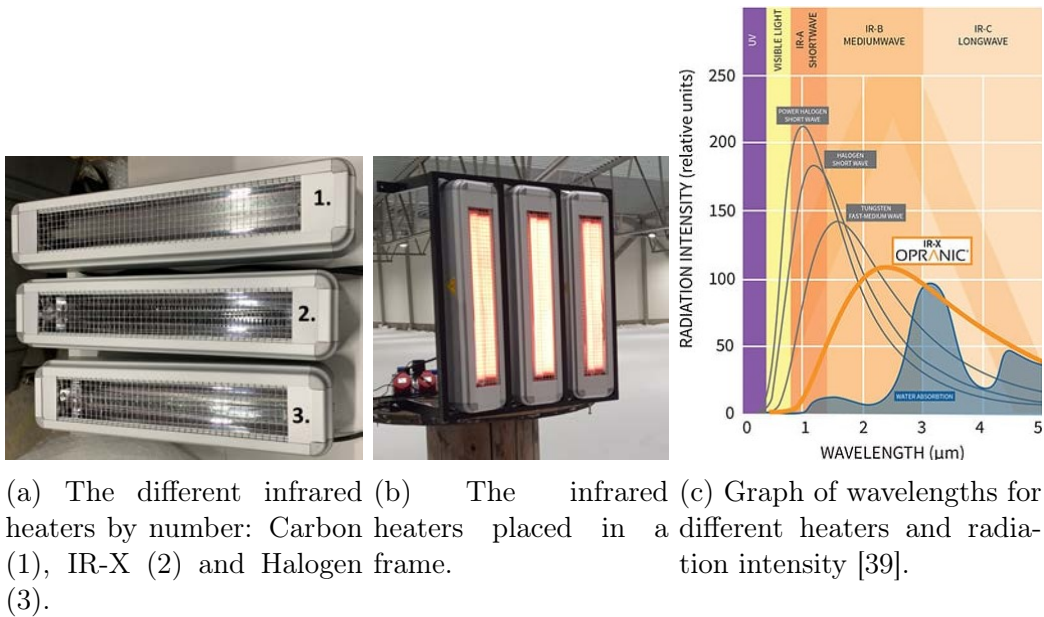 1.
2.
3.
UV
VISIBLE LIGHT
IR-A
SHORTWAVE
IR-B
MEDIUMWAVE
IR-C
LONGWAVE
RADIATION INTENSITY (relative units)
250
200
150
100
50
0
POWER HALOGEN
SHORT WAVE
HALOGEN
SHORT WAVE
TUNGSTEN
FAST-MEDIUM WAVE
IR-X
OPRANIC®
WATER ABSORBTION
0 1 2 3 4 5
WAVELENGTH (µm)
(a) The different infrared
heaters by number: Carbon
(1), IR-X (2) and Halogen
(3).
(b) The infrared
heaters placed in a
frame.
(c) Graph of wavelengths for
different heaters and radia-
tion intensity [39].